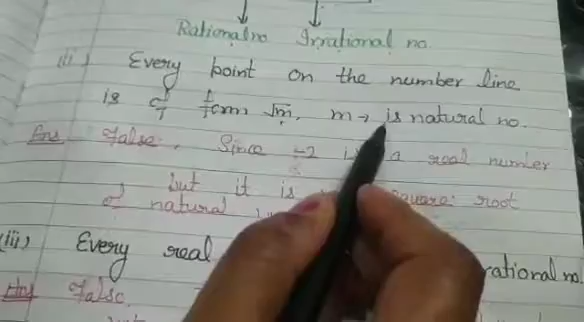 Rational no Irrational no.
(ii) Every point on the number line
is of form √m, m → is natural no.
Ans False. Since -2 is a real number
but it is square root
of natural
(iii) Every real rational no.
Ans False.